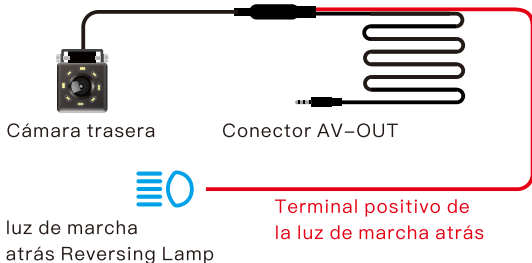 Cámara trasera
Conector AV–OUT
Terminal positivo de
la luz de marcha atrás
luz de marcha
atrás Reversing Lamp